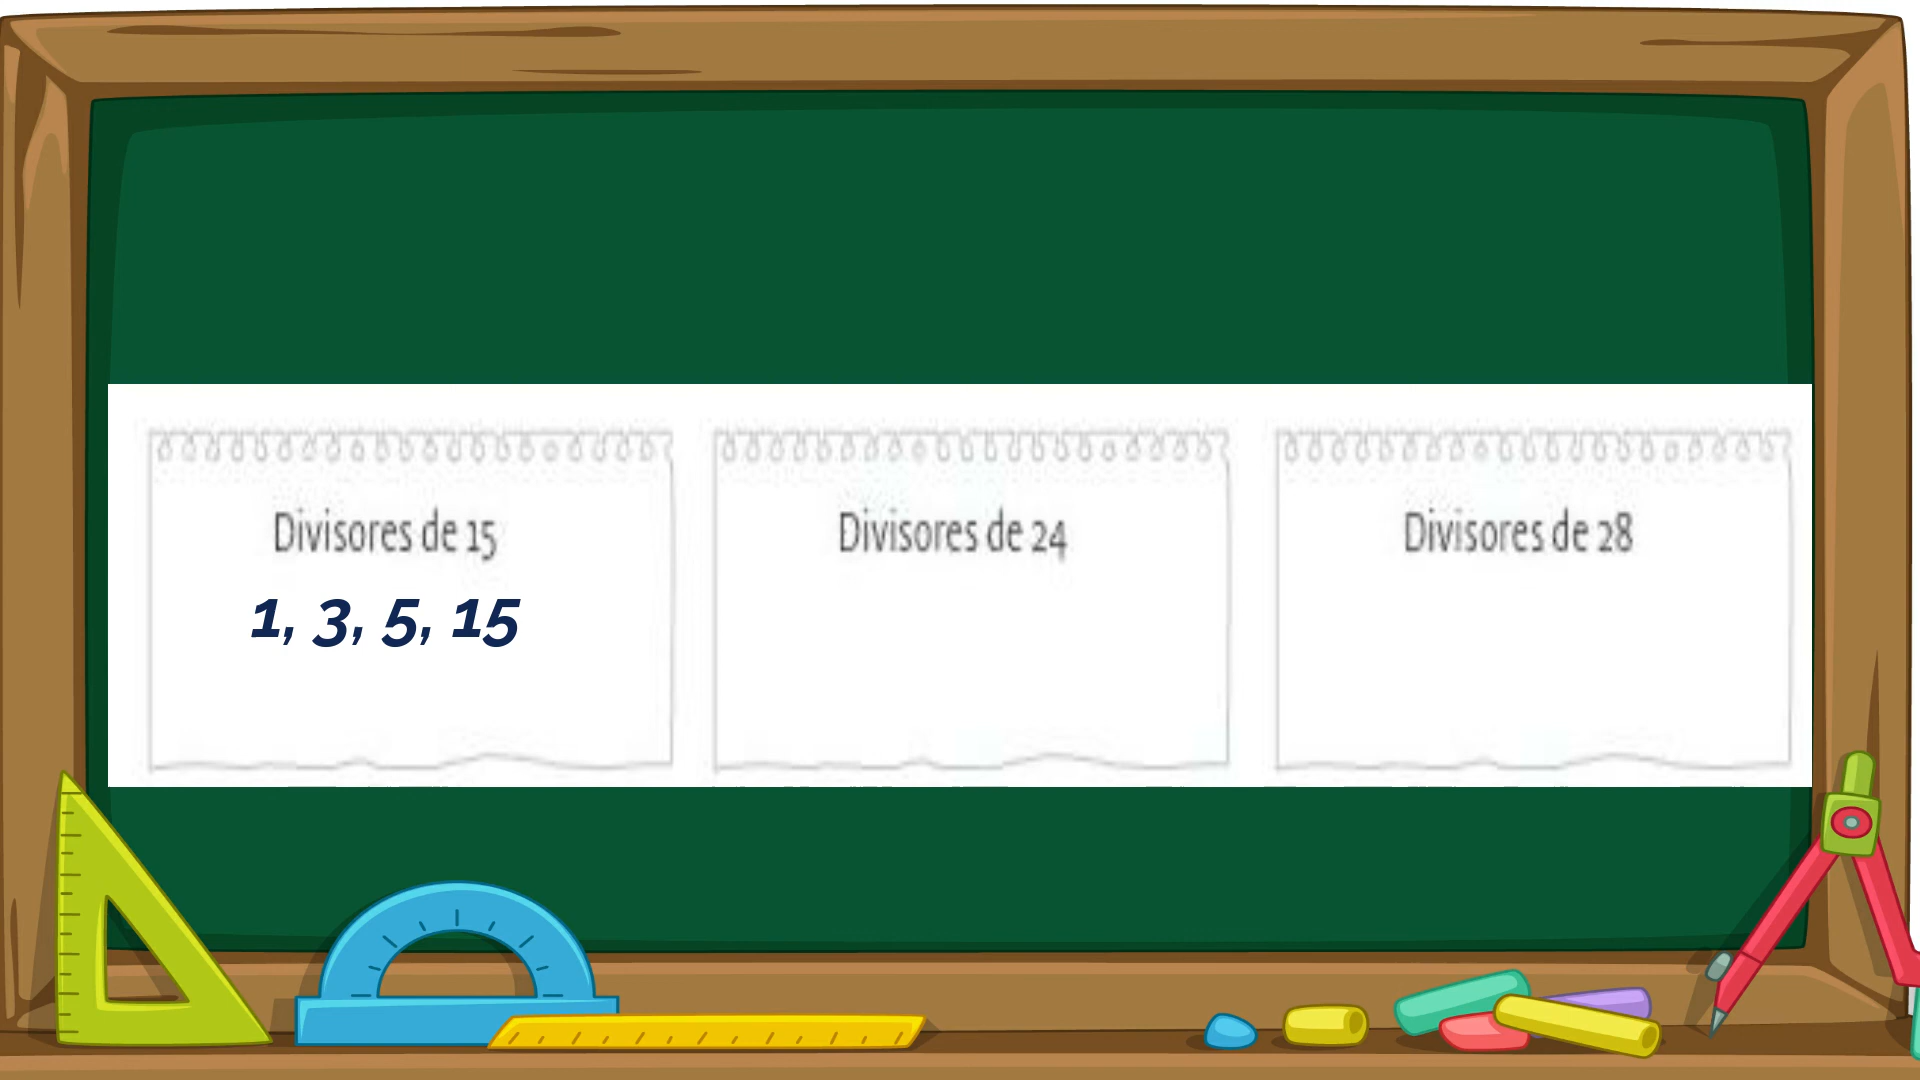 Divisores de 15
1, 3, 5, 15
Divisores de 24
Divisores de 28